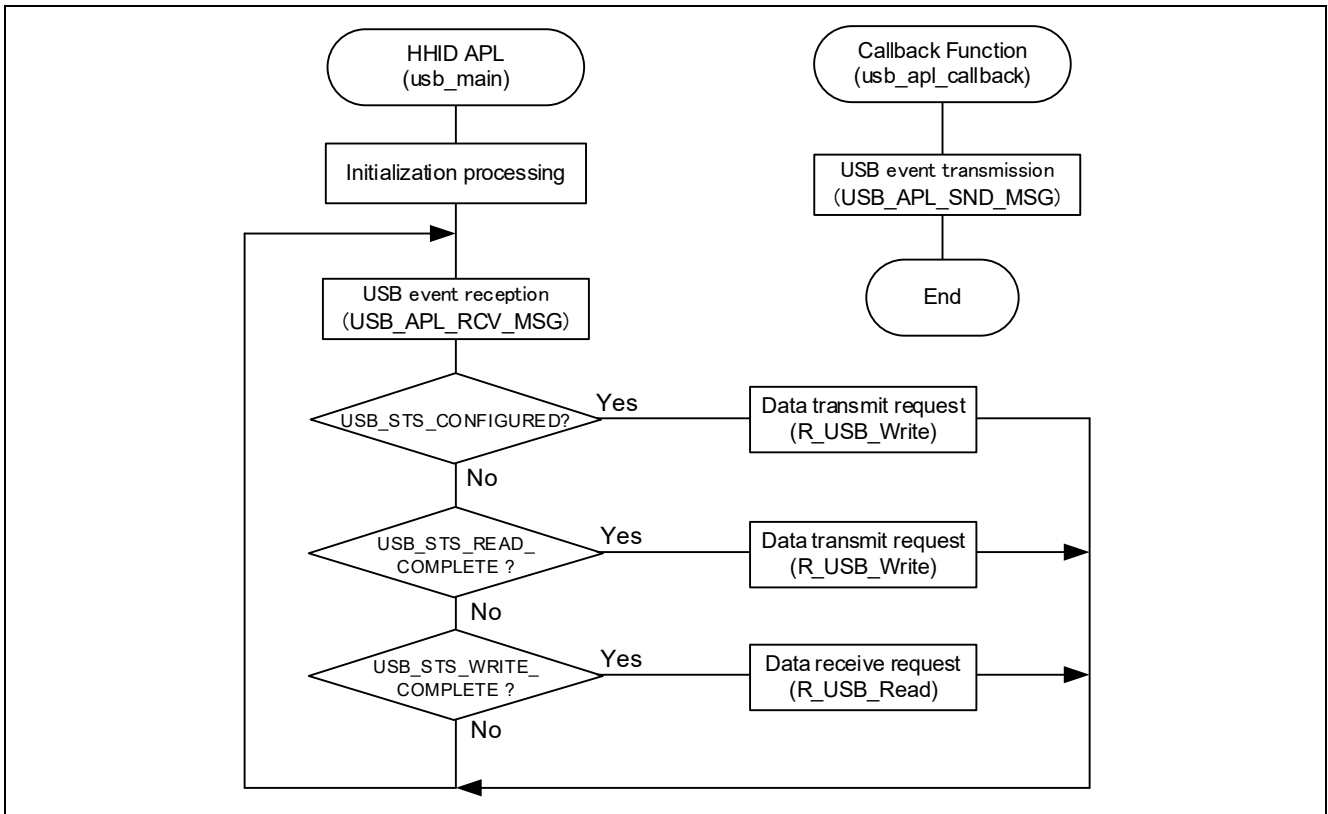 HHID APL
(usb_main)
Initialization processing
USB event reception
(USB_APL_RCV_MSG)
USB_STS_CONFIGURED?
Yes
Data transmit request
(R_USB_Write)
No
USB_STS_READ_
COMPLETE ?
Yes
Data transmit request
(R_USB_Write)
No
USB_STS_WRITE_
COMPLETE ?
Yes
Data receive request
(R_USB_Read)
No
Callback Function
(usb_apl_callback)
USB event transmission
(USB_APL_SND_MSG)
End